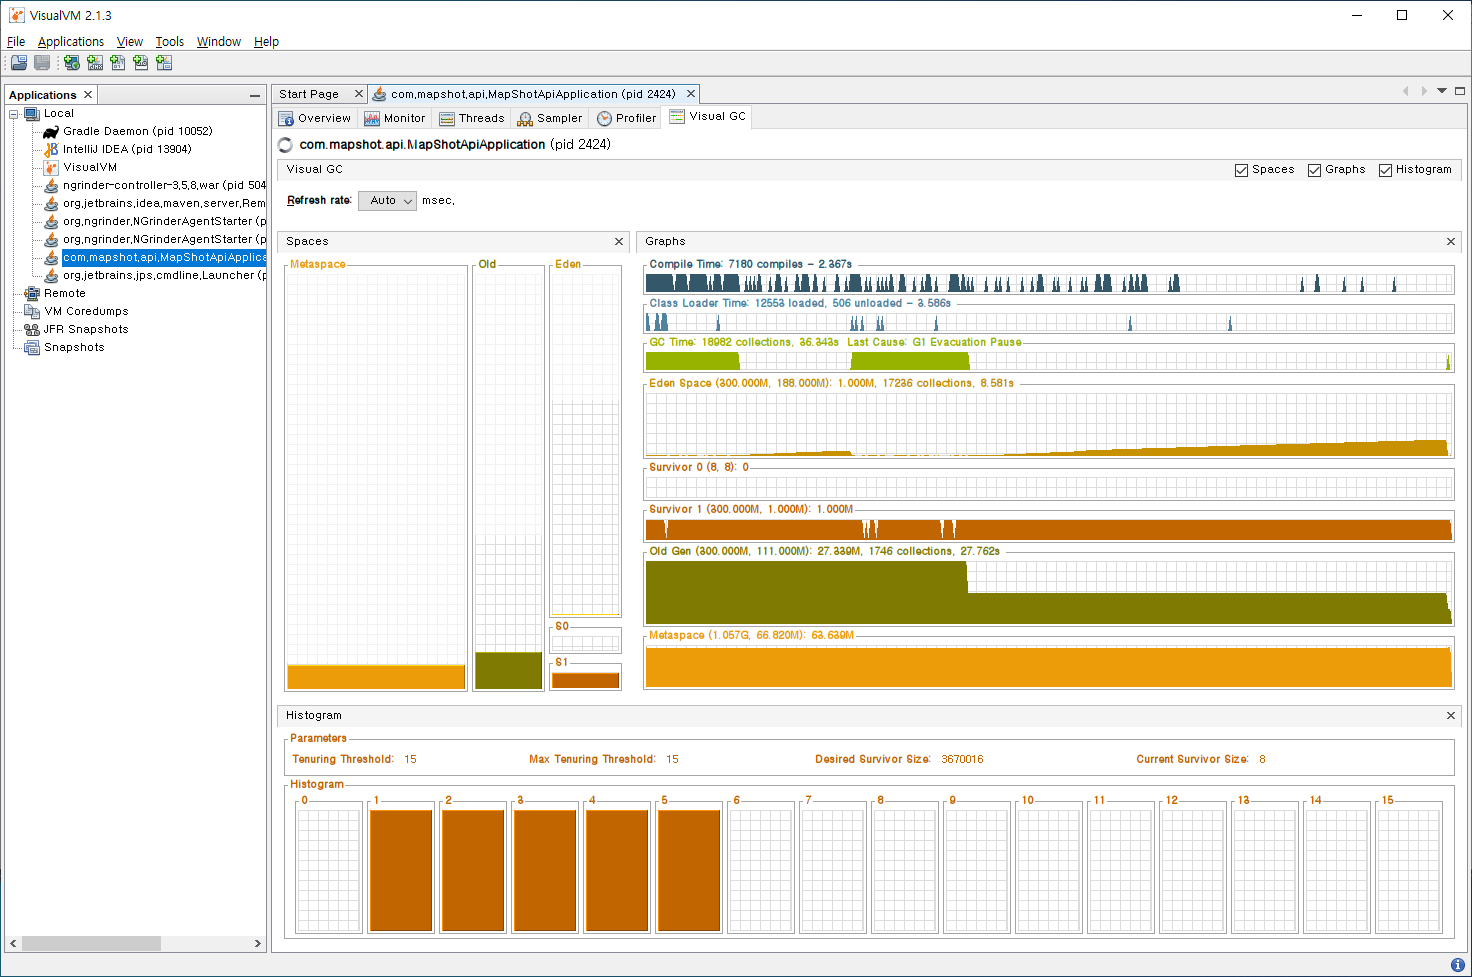 VisualVM 2.1.3
File Applications View Tools Window Help
Applications
Local
Gradle Daemon (pid 10052)
IntelliJ IDEA (pid 13904)
VisualVM
ngrinder-controller-3,5,8,war (pid 504
org,jetbrains,idea,maven,server,Rem
org,ngrinder,NGrinderAgentStarter (p
org,ngrinder,NGrinderAgentStarter (p
com,mapshot,api,MapShotApiApplica
org,jetbrains,jps,cmdline,Launcher (p
Remote
VM Coredumps
JFR Snapshots
Snapshots
Start Page com,mapshot,api,MapShotApiApplication (pid 2424)
Overview Monitor Threads Sampler Profiler Visual GC
com.mapshot.api.MapShotApiApplication (pid 2424)
Visual GC Spaces Graphs Histogram
Refresh rate: Auto msec,
Spaces
Metaspace Old Eden
S0
S1
Graphs
Compile Time: 7180 compiles - 2.367s
Class Loader Time: 12553 loaded, 506 unloaded - 3.586s
GC Time: 18982 collections, 36.343s Last Cause: G1 Evacuation Pause
Eden Space (300.000M, 188.000M): 1.000M, 17236 collections, 8.581s
Survivor 0 (8, 8): 0
Survivor 1 (300.000M, 1.000M): 1.000M
Old Gen (300.000M, 111.000M): 27.339M, 1746 collections, 27.762s
Metaspace (1.057G, 66.820M): 63.639M
Histogram
Parameters
Tenuring Threshold: 15 Max Tenuring Threshold: 15 Desired Survivor Size: 3670016 Current Survivor Size: 8
Histogram
0 1 2 3 4 5 6 7 8 9 10 11 12 13 14 15